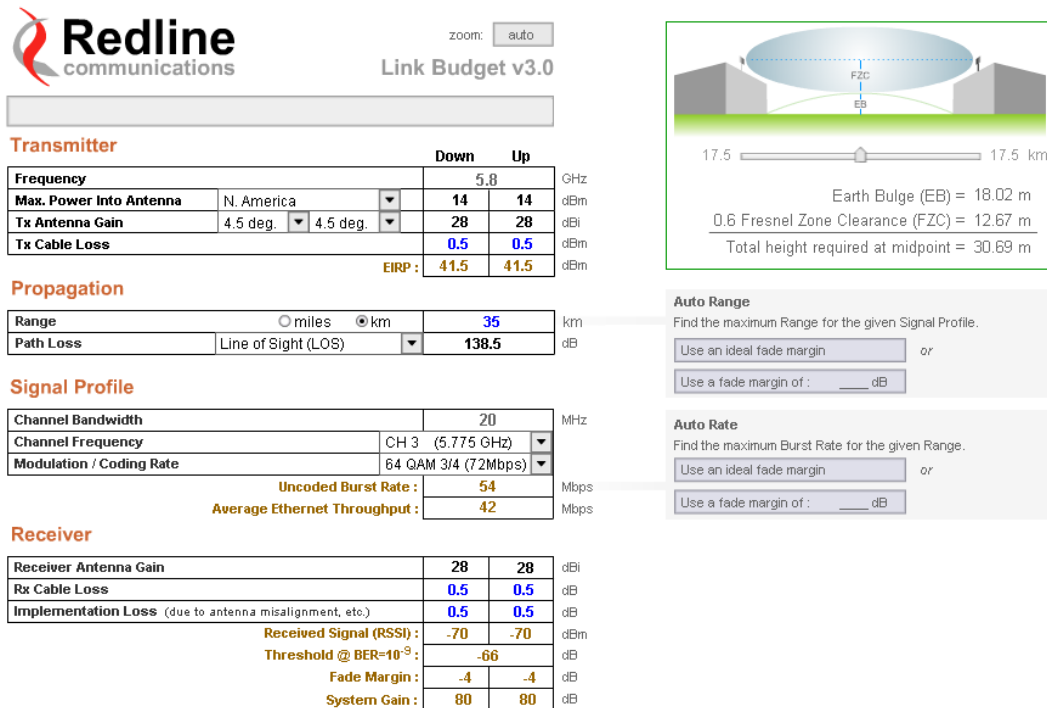 Redline
communications
zoom: auto
Link Budget v3.0
Transmitter
Down Up
Frequency 5.8 GHz
Max. Power Into Antenna N. America 14 14 dBm
Tx Antenna Gain 4.5 deg. 4.5 deg. 28 28 dBi
Tx Cable Loss 0.5 0.5 dBm
EIRP : 41.5 41.5 dBm
Propagation
Range miles km 35 km
Path Loss Line of Sight (LOS) 138.5 dB
Signal Profile
Channel Bandwidth 20 MHz
Channel Frequency CH 3 (5.775 GHz)
Modulation / Coding Rate 64 QAM 3/4 (72Mbps)
Uncoded Burst Rate : 54 Mbps
Average Ethernet Throughput : 42 Mbps
Receiver
Receiver Antenna Gain 28 28 dBi
Rx Cable Loss 0.5 0.5 dB
Implementation Loss (due to antenna misalignment, etc.) 0.5 0.5 dB
Received Signal (RSSI) : -70 -70 dBm
Threshold @ BER=10⁻⁹ : -66 dB
Fade Margin : -4 -4 dB
System Gain : 80 80 dB
FZC
EB
17.5 17.5 km
Earth Bulge (EB) = 18.02 m
0.6 Fresnel Zone Clearance (FZC) = 12.67 m
Total height required at midpoint = 30.69 m
Auto Range
Find the maximum Range for the given Signal Profile.
Use an ideal fade margin or
Use a fade margin of : ____ dB
Auto Rate
Find the maximum Burst Rate for the given Range.
Use an ideal fade margin or
Use a fade margin of : ____ dB